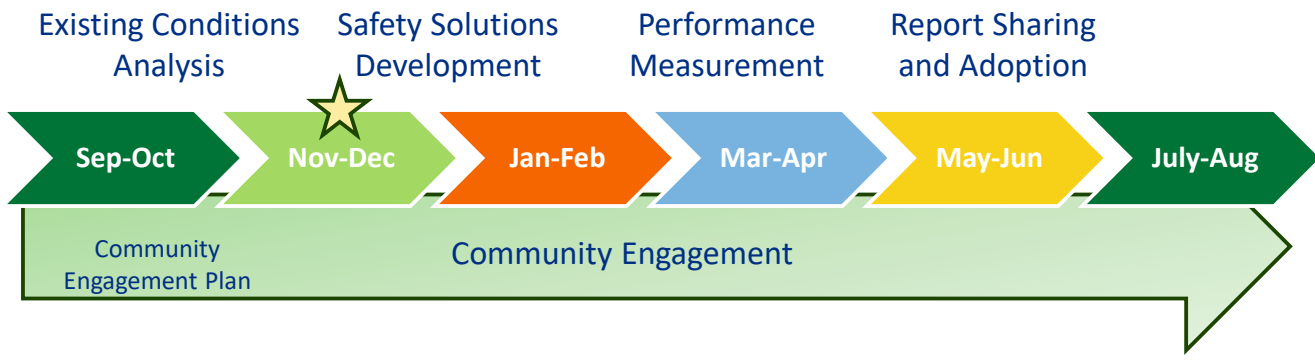 Existing Conditions
Analysis
Safety Solutions
Development
Performance
Measurement
Report Sharing
and Adoption
Sep-Oct
Nov-Dec
Jan-Feb
Mar-Apr
May-Jun
July-Aug
Community
Engagement Plan
Community Engagement